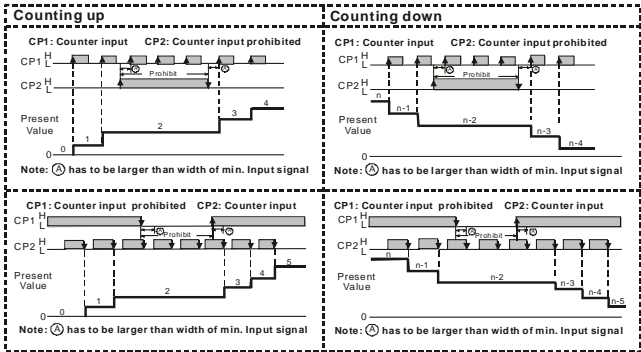 Counting up
CP1: Counter input CP2: Counter input prohibited
CP1 H L
A A
Prohibit
CP2 H L
Present Value
0 1 2 3 4
0
Note: A has to be larger than width of min. Input signal
Counting down
CP1: Counter input CP2: Counter input prohibited
CP1 H L
A A
Prohibit
CP2 H L
Present Value
n n-1 n-2 n-3 n-4
0
Note: A has to be larger than width of min. Input signal
CP1: Counter input prohibited CP2: Counter input
CP1 H L
A A
Prohibit
CP2 H L
Present Value
0 1 2 3 4 5
0
Note: A has to be larger than width of min. Input signal
CP1: Counter input prohibited CP2: Counter input
CP1 H L
A A
Prohibit
CP2 H L
Present Value
n n-1 n-2 n-3 n-4 n-5
0
Note: A has to be larger than width of min. Input signal